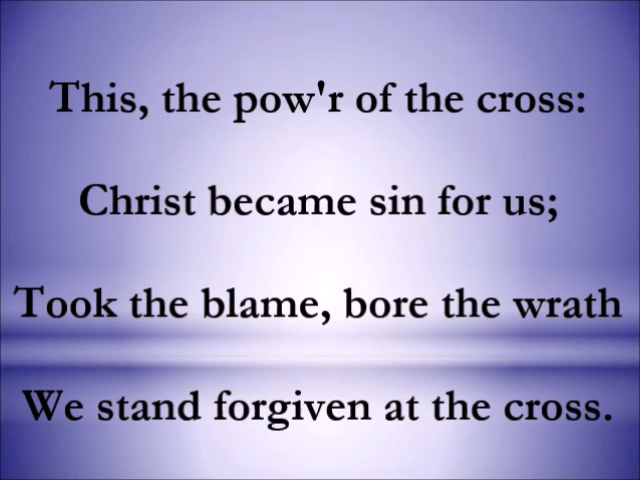 This, the pow'r of the cross:
Christ became sin for us;
Took the blame, bore the wrath
We stand forgiven at the cross.